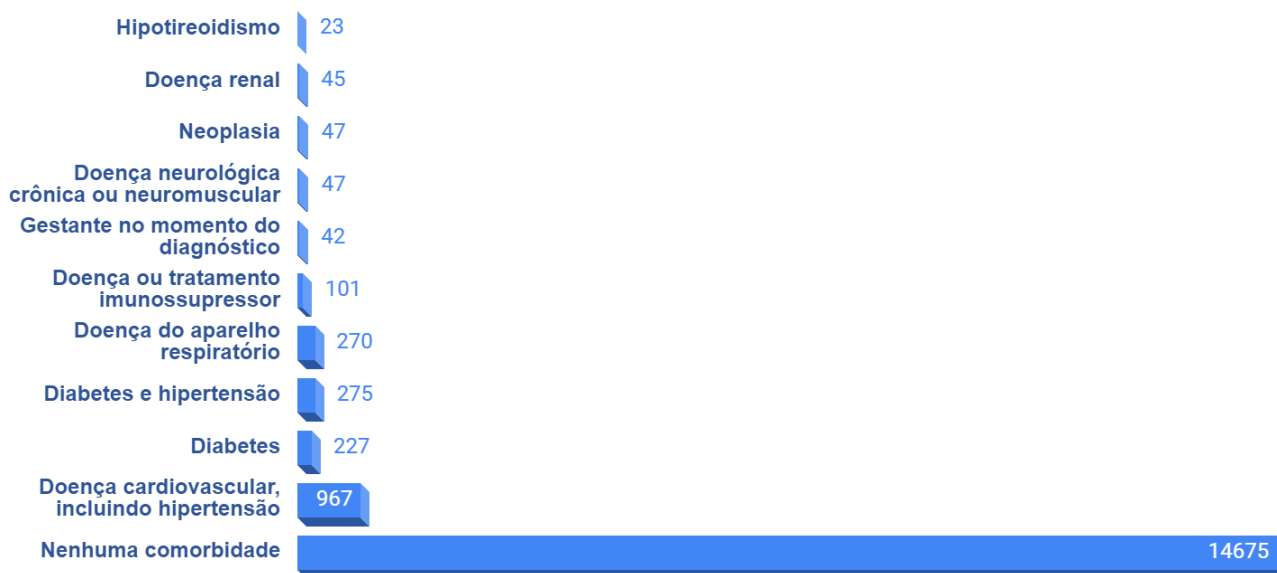 Hipotireoidismo 23
Doença renal 45
Neoplasia 47
Doença neurológica
crônica ou neuromuscular 47
Gestante no momento do
diagnóstico 42
Doença ou tratamento
imunossupressor 101
Doença do aparelho
respiratório 270
Diabetes e hipertensão 275
Diabetes 227
Doença cardiovascular,
incluindo hipertensão 967
Nenhuma comorbidade 14675